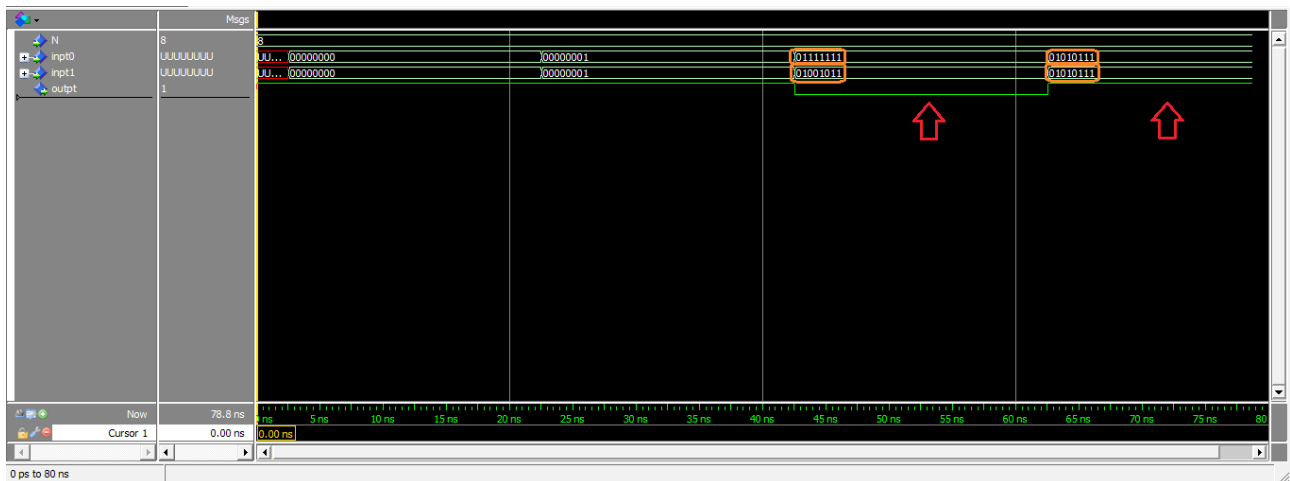 Msgs
N 8 8
inpt0 UUUUUUUU UU... 00000000 00000001 01111111 01010111
inpt1 UUUUUUUU UU... 00000000 00000001 01001011 01010111
outpt 1
Now 78.8 ns ns 5 ns 10 ns 15 ns 20 ns 25 ns 30 ns 35 ns 40 ns 45 ns 50 ns 55 ns 60 ns 65 ns 70 ns 75 ns 80
Cursor 1 0.00 ns 0.00 ns
0 ps to 80 ns